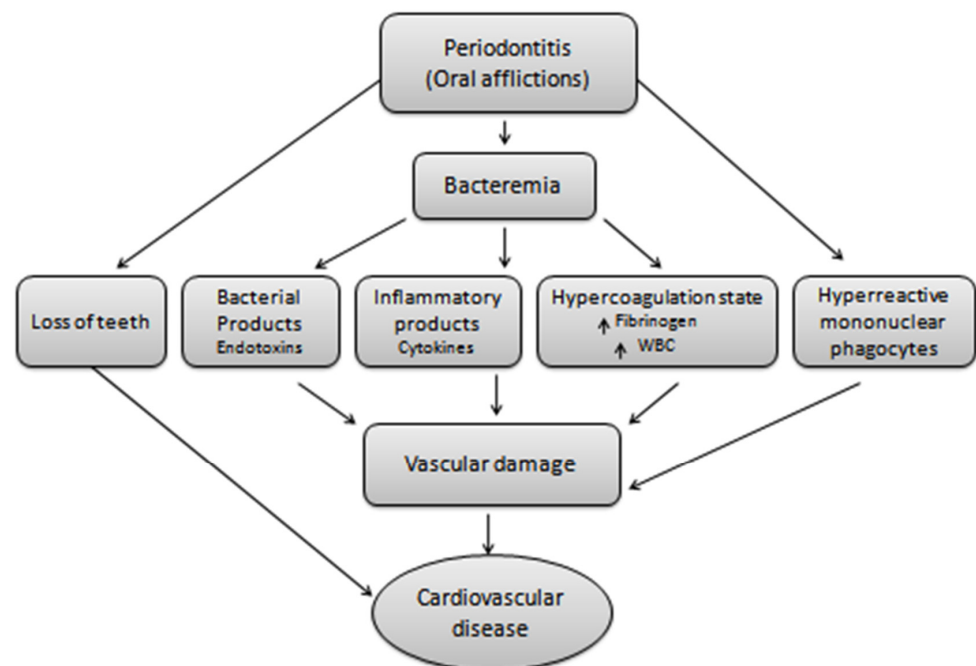 Periodontitis
(Oral afflictions)
Bacteremia
Loss of teeth
Bacterial
Products
Endotoxins
Inflammatory
products
Cytokines
Hypercoagulation state
↑ Fibrinogen
↑ WBC
Hyperreactive
mononuclear
phagocytes
Vascular damage
Cardiovascular
disease